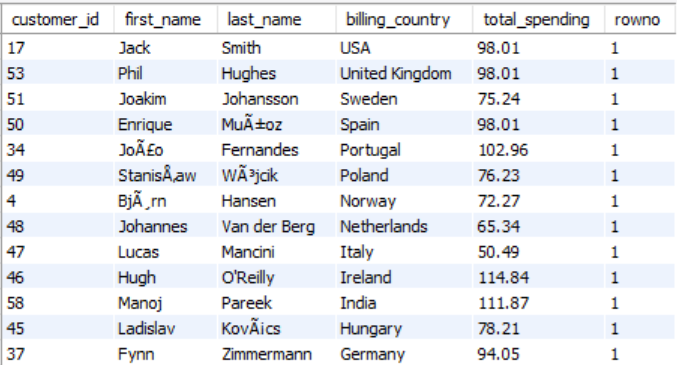 customer_id first_name last_name billing_country total_spending rowno
17 Jack Smith USA 98.01 1
53 Phil Hughes United Kingdom 98.01 1
51 Joakim Johansson Sweden 75.24 1
50 Enrique MuÃ±oz Spain 98.01 1
34 JoÃ£o Fernandes Portugal 102.96 1
49 StanisÅ‚aw WÃ³jcik Poland 76.23 1
4 BjÃ¸rn Hansen Norway 72.27 1
48 Johannes Van der Berg Netherlands 65.34 1
47 Lucas Mancini Italy 50.49 1
46 Hugh O'Reilly Ireland 114.84 1
58 Manoj Pareek India 111.87 1
45 Ladislav KovÃics Hungary 78.21 1
37 Fynn Zimmermann Germany 94.05 1